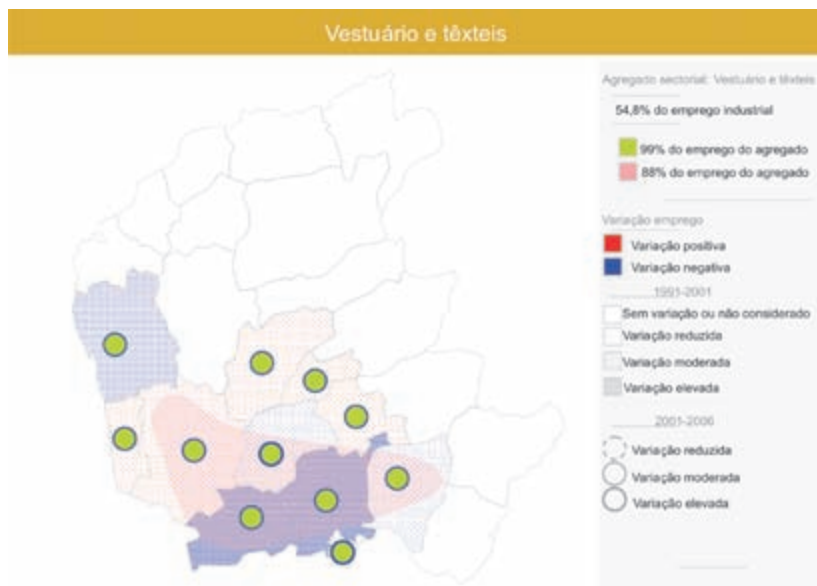 Vestuário e têxteis
Agregado sectorial: Vestuário e têxteis
54,8% do emprego industrial
99% do emprego do agregado
88% do emprego do agregado
Variação emprego
Variação positiva
Variação negativa
1991-2001
Sem variação ou não considerado
Variação reduzida
Variação moderada
Variação elevada
2001-2006
Variação reduzida
Variação moderada
Variação elevada